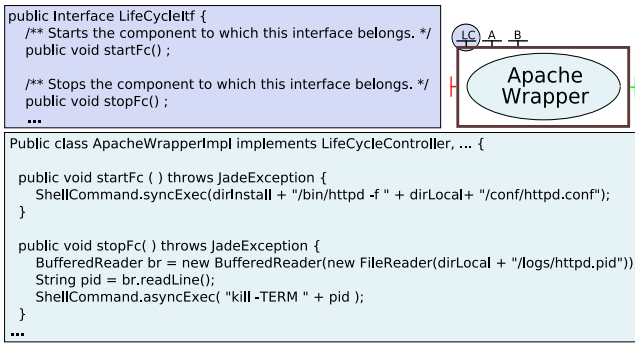 public Interface LifeCycleItf {
/** Starts the component to which this interface belongs. */
public void startFc() ;
/** Stops the component to which this interface belongs. */
public void stopFc() ;
...
LC A B
Apache
Wrapper
Public class ApacheWrapperImpl implements LifeCycleController, ... {
public void startFc ( ) throws JadeException {
ShellCommand.syncExec(dirInstall + "/bin/httpd -f " + dirLocal+ "/conf/httpd.conf");
}
public void stopFc( ) throws JadeException {
BufferedReader br = new BufferedReader(new FileReader(dirLocal + "/logs/httpd.pid"))
String pid = br.readLine();
ShellCommand.asyncExec( "kill -TERM " + pid );
}
...